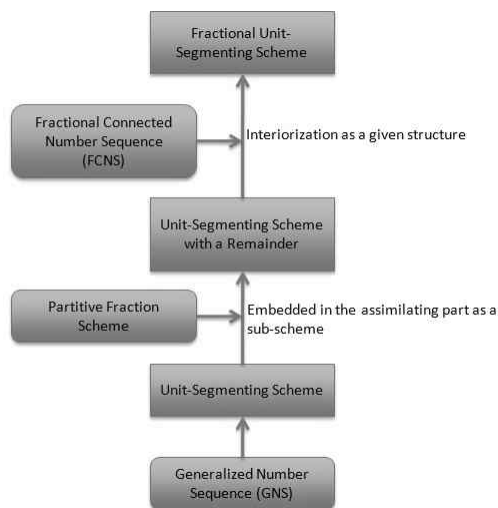 Fractional Unit-
Segmenting Scheme
Fractional Connected
Number Sequence
(FCNS)
Interiorization as a given structure
Unit-Segmenting Scheme
with a Remainder
Partitive Fraction
Scheme
Embedded in the assimilating part as a
sub-scheme
Unit-Segmenting Scheme
Generalized Number
Sequence (GNS)